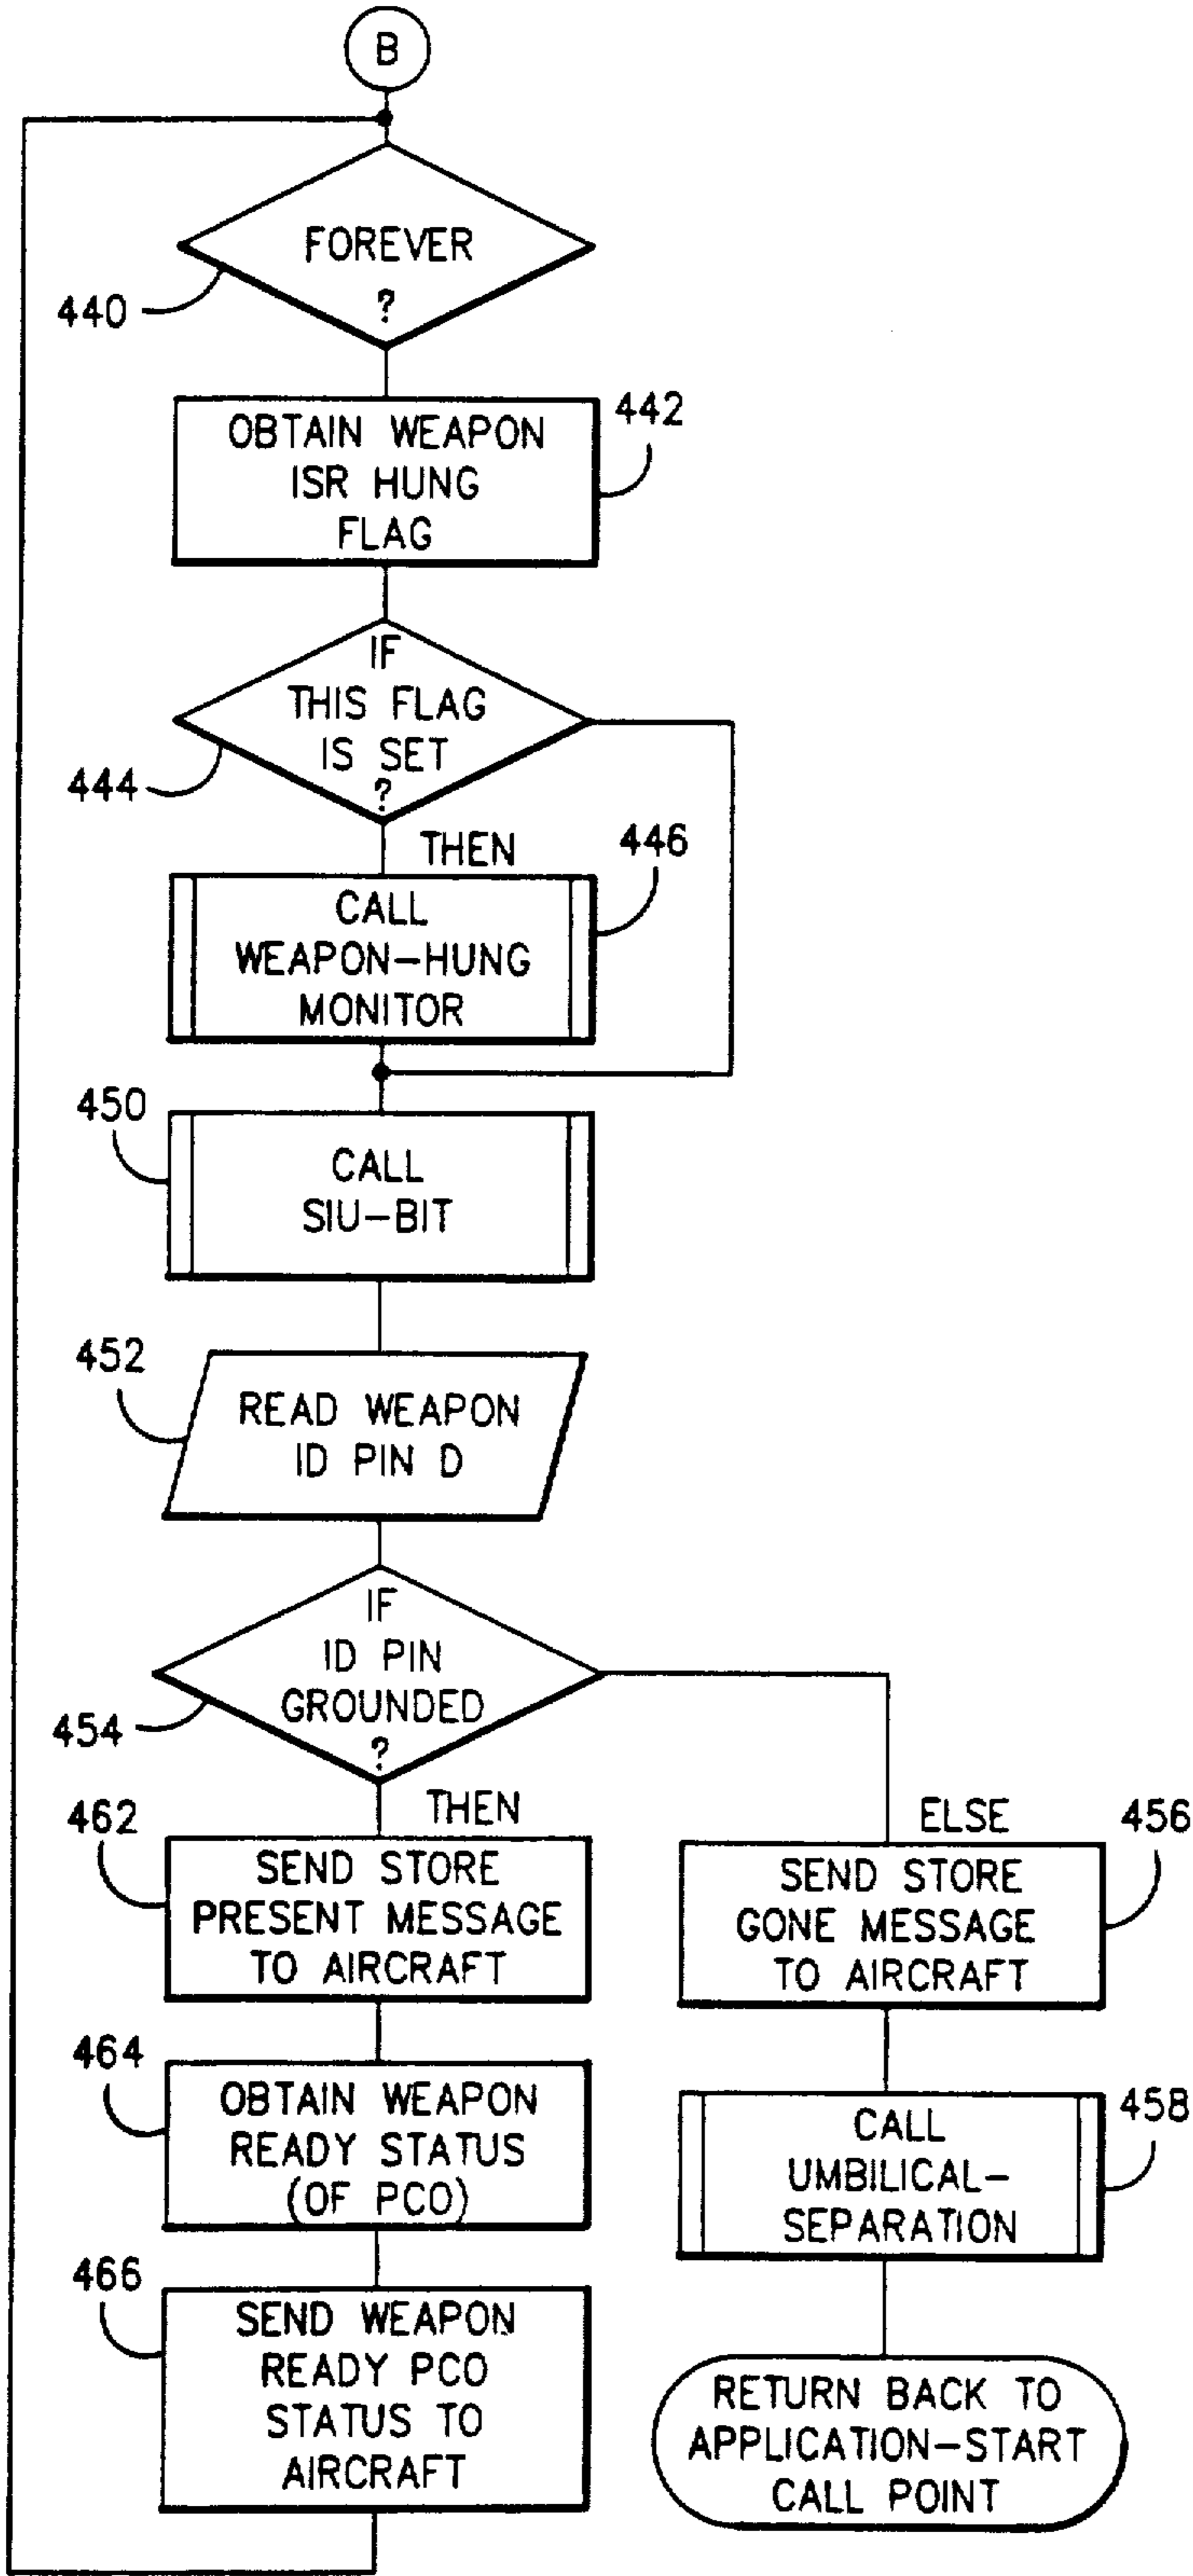 B
FOREVER
?
440
OBTAIN WEAPON
ISR HUNG
FLAG
442
IF
THIS FLAG
IS SET
?
444
THEN
446
CALL
WEAPON-HUNG
MONITOR
450
CALL
SIU-BIT
452
READ WEAPON
ID PIN D
IF
ID PIN
GROUNDED
?
454
THEN
462
SEND STORE
PRESENT MESSAGE
TO AIRCRAFT
ELSE
456
SEND STORE
GONE MESSAGE
TO AIRCRAFT
464
OBTAIN WEAPON
READY STATUS
(OF PCO)
458
CALL
UMBILICAL-
SEPARATION
466
SEND WEAPON
READY PCO
STATUS TO
AIRCRAFT
RETURN BACK TO
APPLICATION-START
CALL POINT